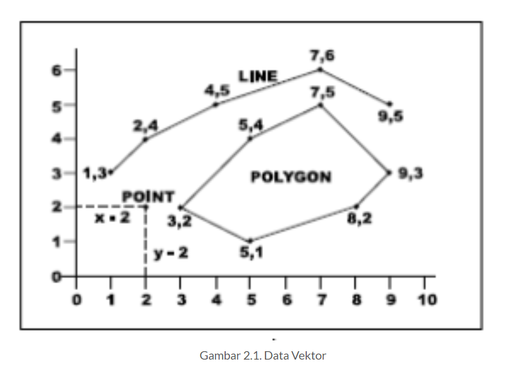 7,6
6
LINE
4,5
7,5
5
9,5
2,4
5,4
4
1,3
3
POLYGON
9,3
POINT
2
x = 2
3,2
8,2
1
y = 2
5,1
0
0 1 2 3 4 5 6 7 8 9 10
Gambar 2.1. Data Vektor